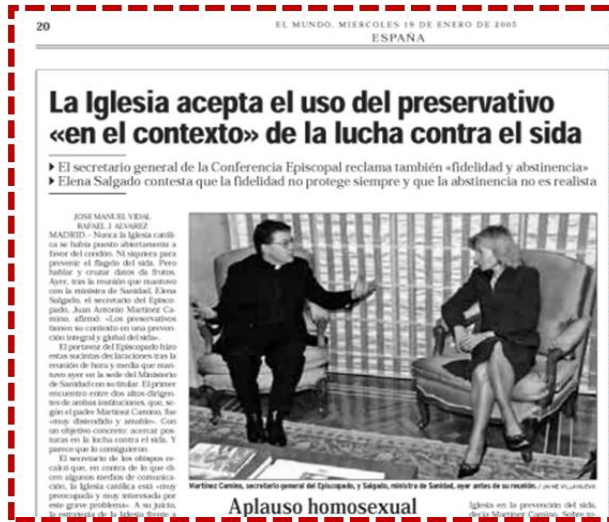 20
EL MUNDO, MIERCOLES 19 DE ENERO DE 2005
ESPAÑA
La Iglesia acepta el uso del preservativo
«en el contexto» de la lucha contra el sida
El secretario general de la Conferencia Episcopal reclama también «fidelidad y abstinencia»
Elena Salgado contesta que la fidelidad no protege siempre y que la abstinencia no es realista
JOSE MANUEL VIDAL
RAFAEL J. ALVAREZ
MADRID.- Nunca la Iglesia católi-
ca se había puesto abiertamente a
favor del condón. Ni siquiera para
prevenir el flagelo del sida. Pero
hablar y cruzar datos da frutos.
Ayer, tras la reunión que mantuvo
con la ministra de Sanidad, Elena
Salgado, el secretario del Episco-
pado, Juan Antonio Martínez Ca-
mino, afirmó: «Los preservativos
tienen su contexto en una preven-
ción integral y global del sida».
El portavoz del Episcopado hizo
estas sucintas declaraciones tras la
reunión de hora y media que man-
tuvo ayer en la sede del Ministerio
de Sanidad con su titular. El primer
encuentro entre dos altos dirigen-
tes de ambas instituciones, que, se-
gún el padre Martínez Camino, fue
«muy distendido y amable». Con
un objetivo concreto: acercar pos-
turas en la lucha contra el sida. Y
parece que lo consiguieron.
El secretario de los obispos re-
calcó que, en contra de lo que di-
cen algunos medios de comunica-
ción, la Iglesia católica está «muy
preocupada y muy interesada por
este grave problema». A su juicio,
la estrategia de la Iglesia frente a
Martínez Camino, secretario general del Episcopado, y Salgado, ministra de Sanidad, ayer antes de su reunión. / JAIME VILLANUEVA
Aplauso homosexual
Iglesia en la prevención del sida,
decía Martínez Camino. Sobre to-